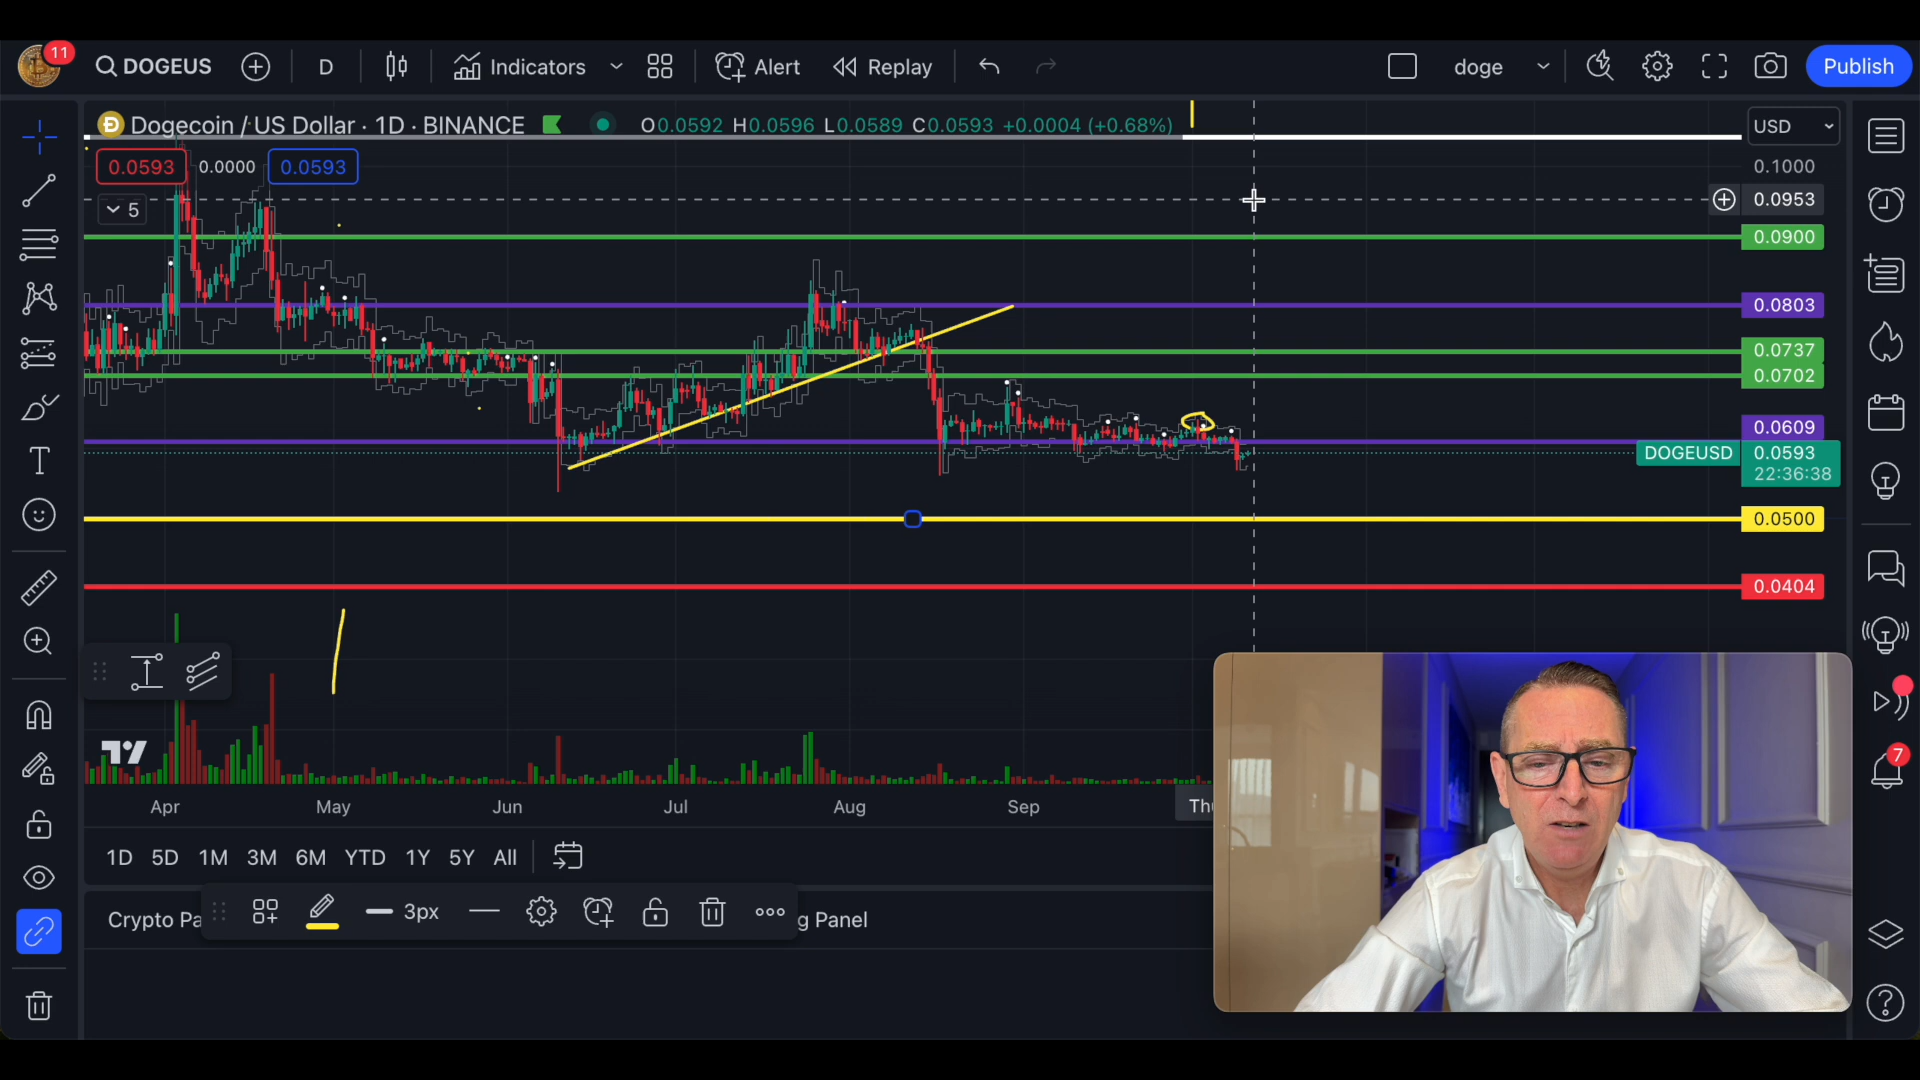 11
DOGEUS
D
Indicators
Alert
Replay
doge
Publish
Dogecoin / US Dollar · 1D · BINANCE
O0.0592 H0.0596 L0.0589 C0.0593 +0.0004 (+0.68%)
USD
0.0593
0.0000
0.0593
5
0.1000
0.0953
0.0900
0.0803
0.0737
0.0702
0.0609
DOGEUSD
0.0593
22:36:38
0.0500
0.0404
7
Apr
May
Jun
Jul
Aug
Sep
Thu
1D 5D 1M 3M 6M YTD 1Y 5Y All
3px
Crypto Pa
g Panel